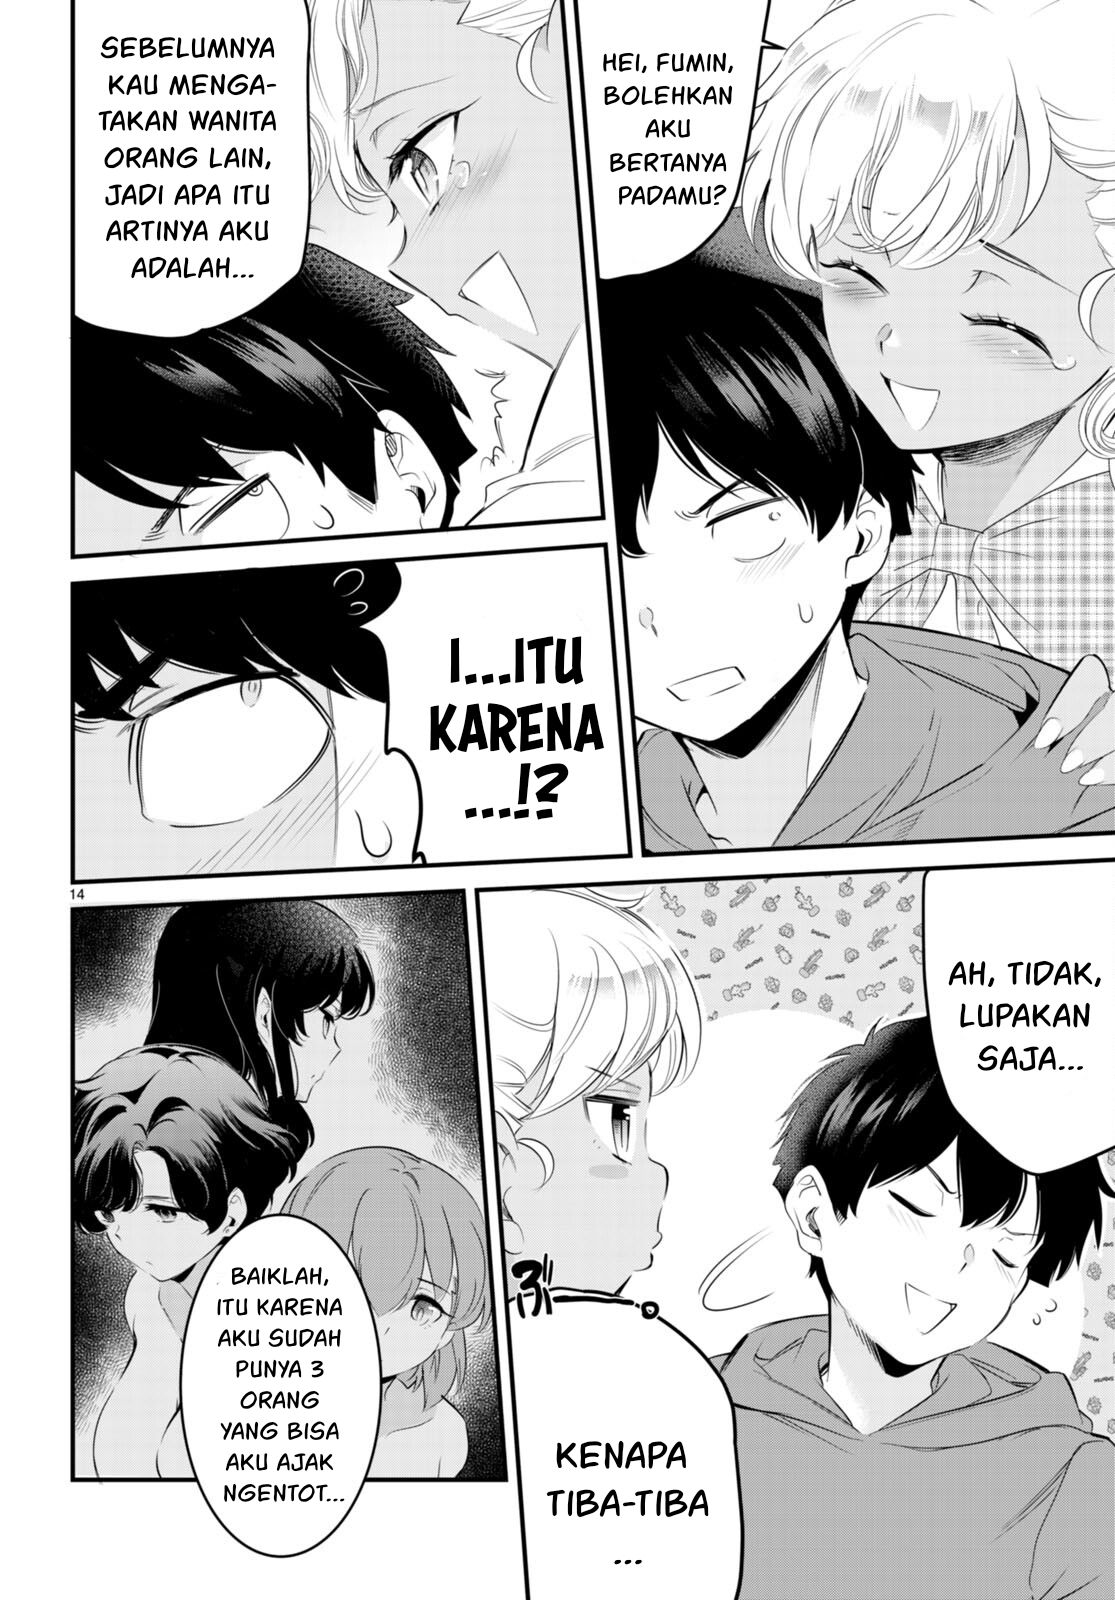 HEI, FUMIN,
BOLEHKAN
AKU
BERTANYA
PADAMU?
SEBELUMNYA
KAU MENGA-
TAKAN WANITA
ORANG LAIN,
JADI APA ITU
ARTINYA AKU
ADALAH...
I...ITU
KARENA
...!?
14
AH, TIDAK,
LUPAKAN
SAJA...
ぶー
KENAPA
TIBA-TIBA
...
BAIKLAH,
ITU KARENA
AKU SUDAH
PUNYA 3
ORANG
YANG BISA
AKU AJAK
NGENTOT...